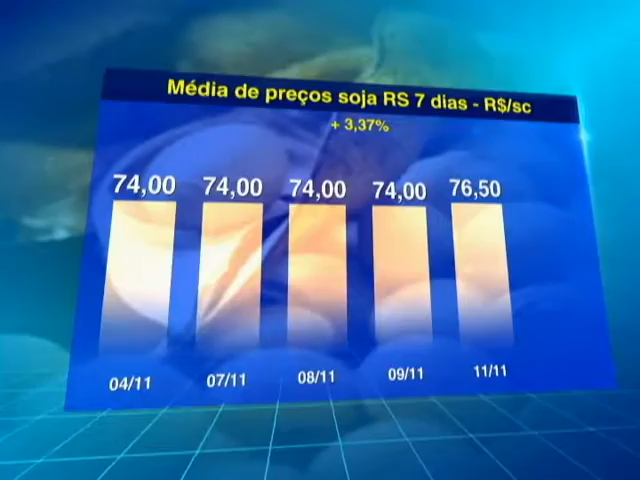 Média de preços soja RS 7 dias - R$/sc
+ 3,37%
74,00 74,00 74,00 74,00 76,50
04/11 07/11 08/11 09/11 11/11